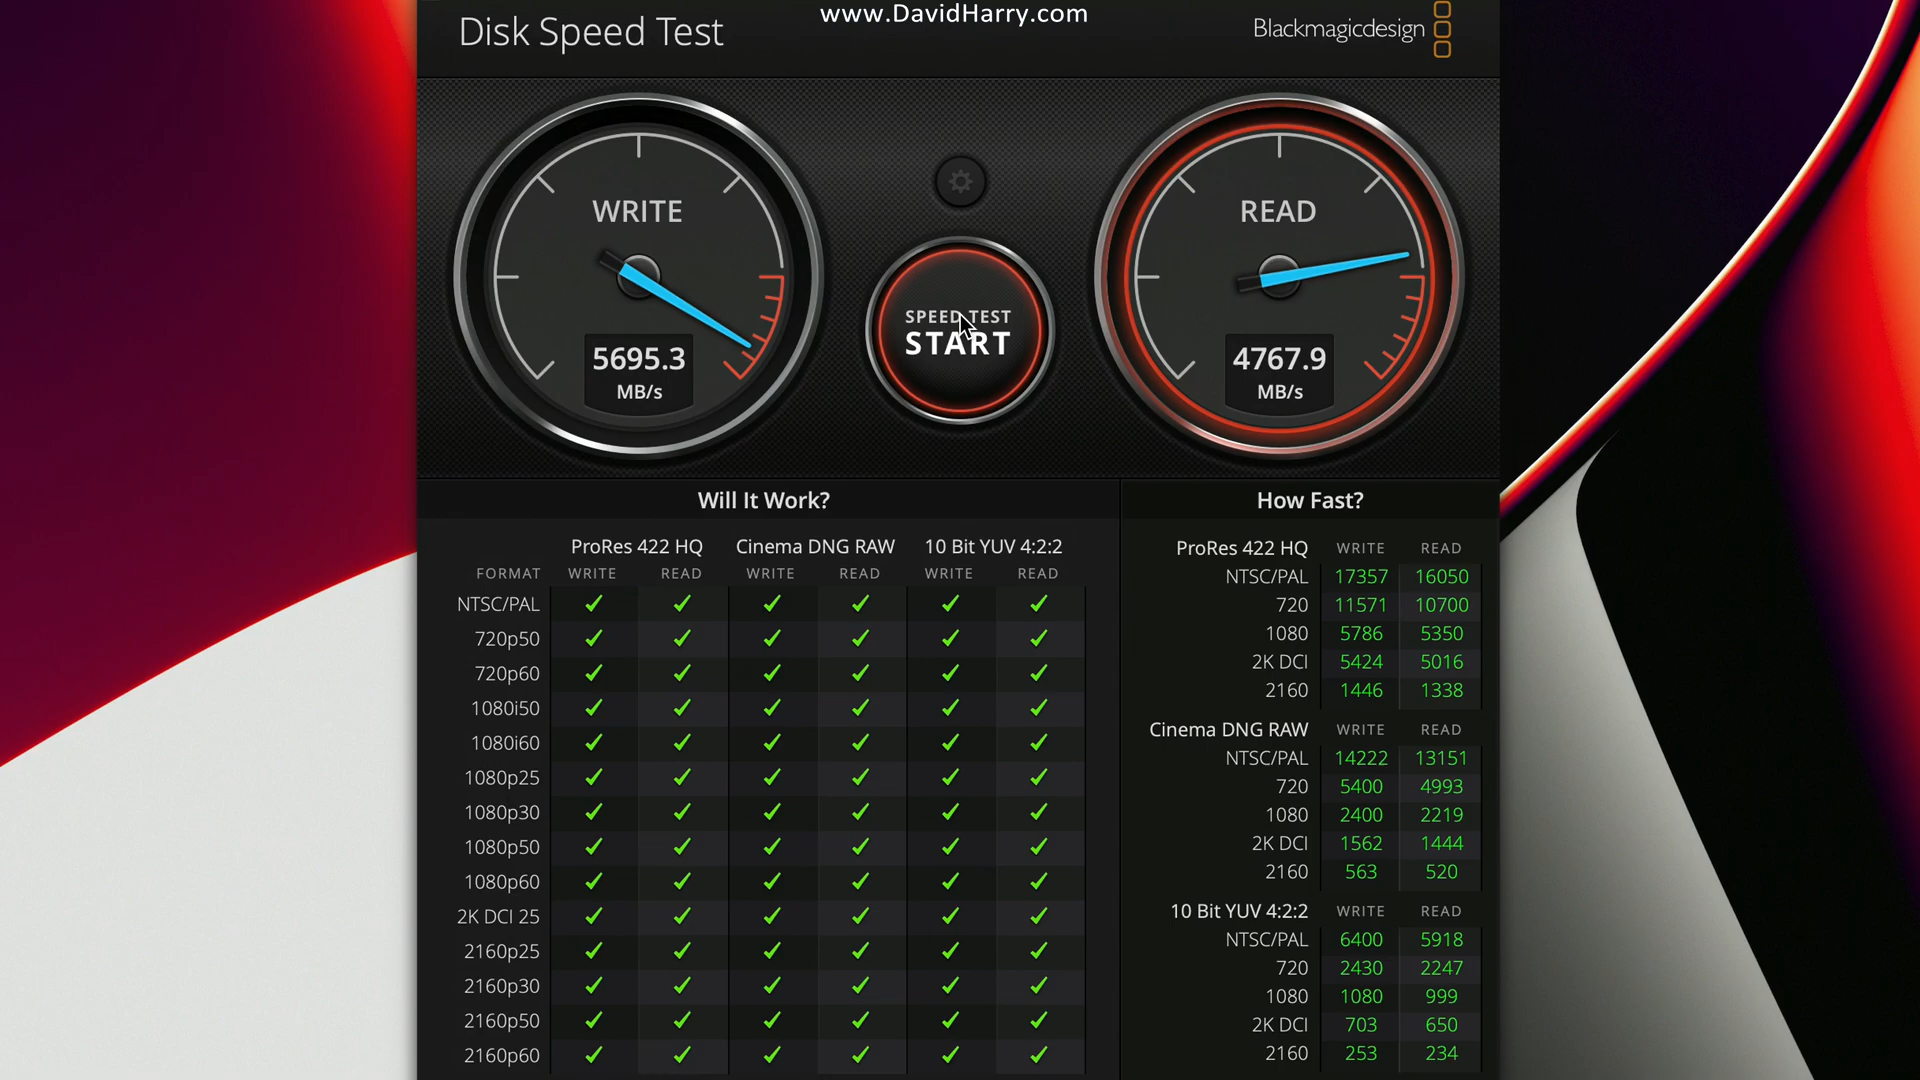 www.DavidHarry.com
Disk Speed Test
Blackmagicdesign
WRITE
5695.3
MB/s
SPEED TEST
START
READ
4767.9
MB/s
Will It Work?
ProRes 422 HQ Cinema DNG RAW 10 Bit YUV 4:2:2
FORMAT WRITE READ WRITE READ WRITE READ
NTSC/PAL ✓ ✓ ✓ ✓ ✓ ✓
720p50 ✓ ✓ ✓ ✓ ✓ ✓
720p60 ✓ ✓ ✓ ✓ ✓ ✓
1080i50 ✓ ✓ ✓ ✓ ✓ ✓
1080i60 ✓ ✓ ✓ ✓ ✓ ✓
1080p25 ✓ ✓ ✓ ✓ ✓ ✓
1080p30 ✓ ✓ ✓ ✓ ✓ ✓
1080p50 ✓ ✓ ✓ ✓ ✓ ✓
1080p60 ✓ ✓ ✓ ✓ ✓ ✓
2K DCI 25 ✓ ✓ ✓ ✓ ✓ ✓
2160p25 ✓ ✓ ✓ ✓ ✓ ✓
2160p30 ✓ ✓ ✓ ✓ ✓ ✓
2160p50 ✓ ✓ ✓ ✓ ✓ ✓
2160p60 ✓ ✓ ✓ ✓ ✓ ✓
How Fast?
ProRes 422 HQ WRITE READ
NTSC/PAL 17357 16050
720 11571 10700
1080 5786 5350
2K DCI 5424 5016
2160 1446 1338
Cinema DNG RAW WRITE READ
NTSC/PAL 14222 13151
720 5400 4993
1080 2400 2219
2K DCI 1562 1444
2160 563 520
10 Bit YUV 4:2:2 WRITE READ
NTSC/PAL 6400 5918
720 2430 2247
1080 1080 999
2K DCI 703 650
2160 253 234